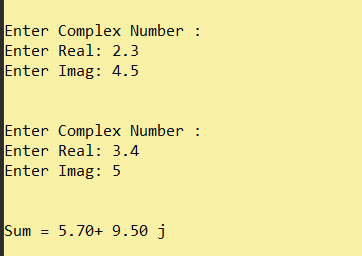 Enter Complex Number :
Enter Real: 2.3
Enter Imag: 4.5
Enter Complex Number :
Enter Real: 3.4
Enter Imag: 5
Sum = 5.70+ 9.50 j